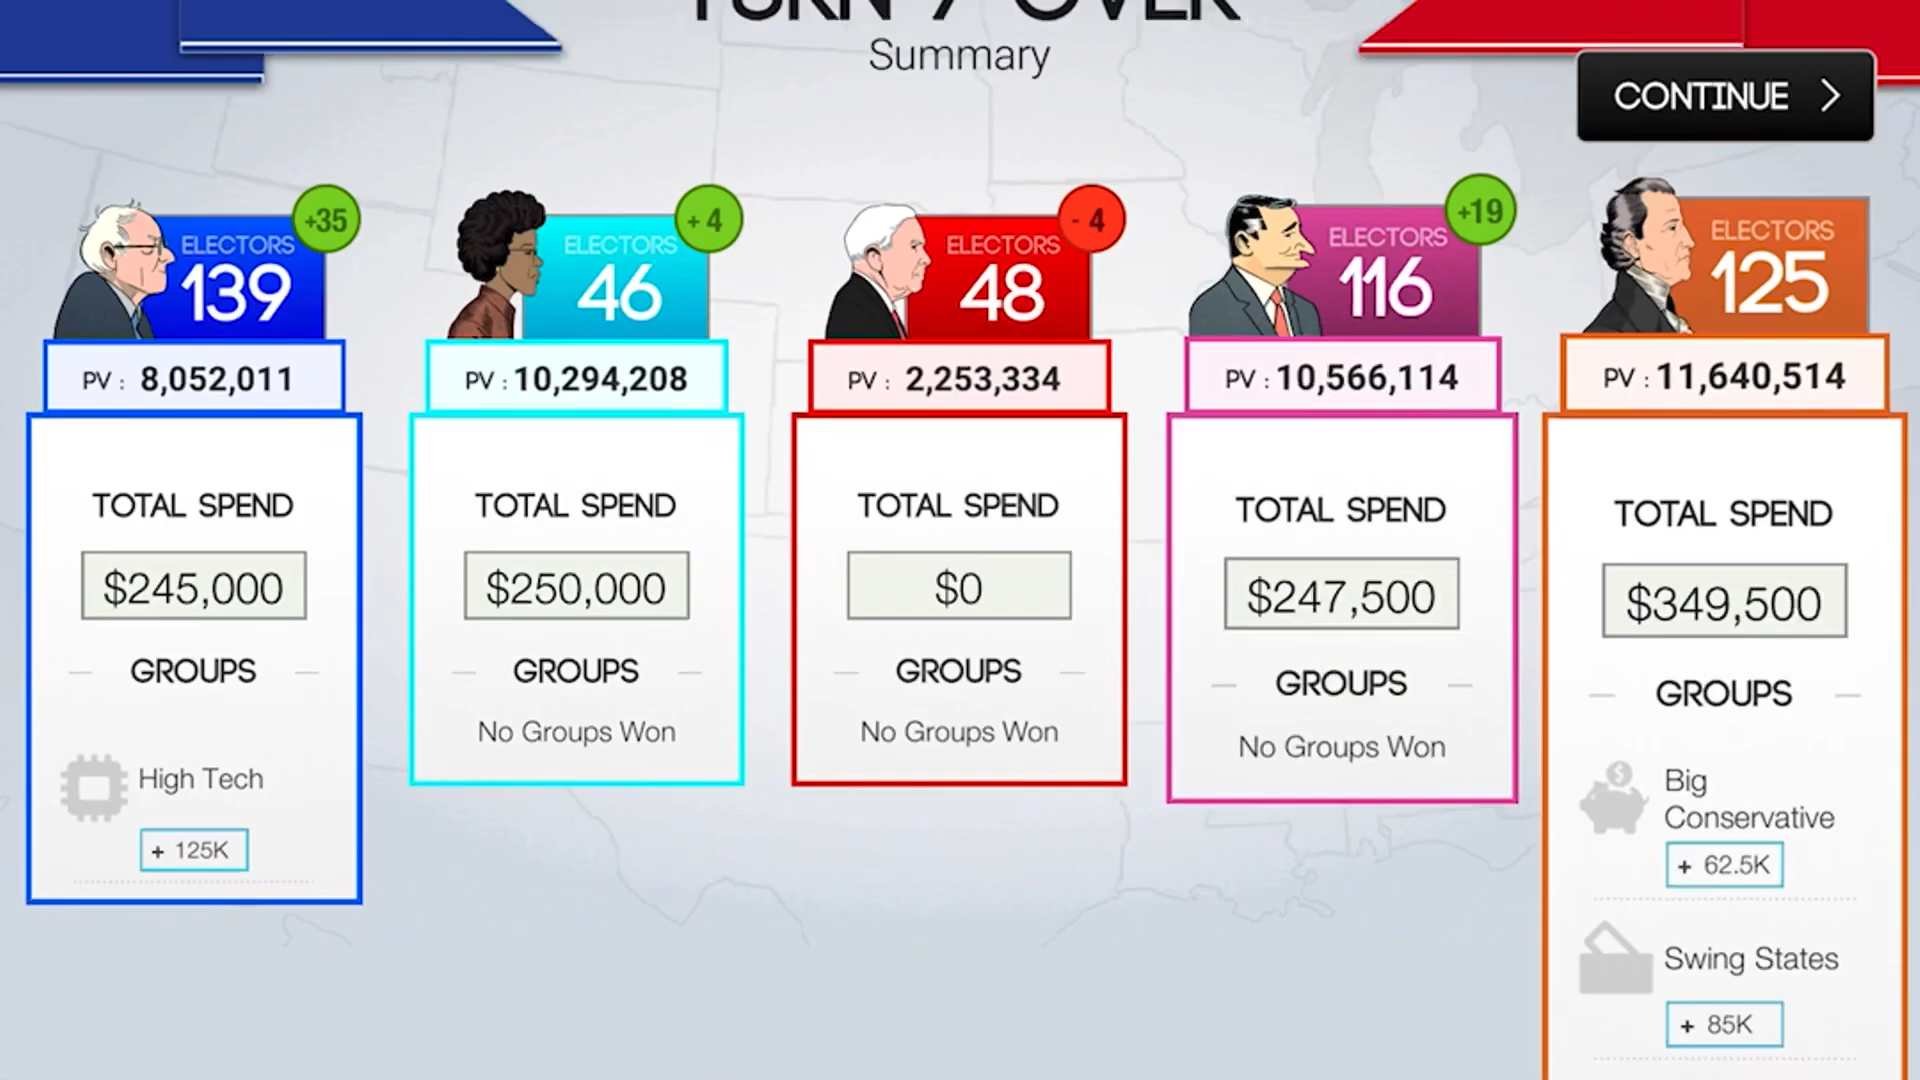 TURN 7 OVER
Summary
CONTINUE
ELECTORS
139
+35
PV : 8,052,011
TOTAL SPEND
$245,000
GROUPS
High Tech
+ 125K
ELECTORS
46
+ 4
PV : 10,294,208
TOTAL SPEND
$250,000
GROUPS
No Groups Won
ELECTORS
48
- 4
PV : 2,253,334
TOTAL SPEND
$0
GROUPS
No Groups Won
ELECTORS
116
+19
PV : 10,566,114
TOTAL SPEND
$247,500
GROUPS
No Groups Won
ELECTORS
125
PV : 11,640,514
TOTAL SPEND
$349,500
GROUPS
$
Big
Conservative
+ 62.5K
Swing States
+ 85K